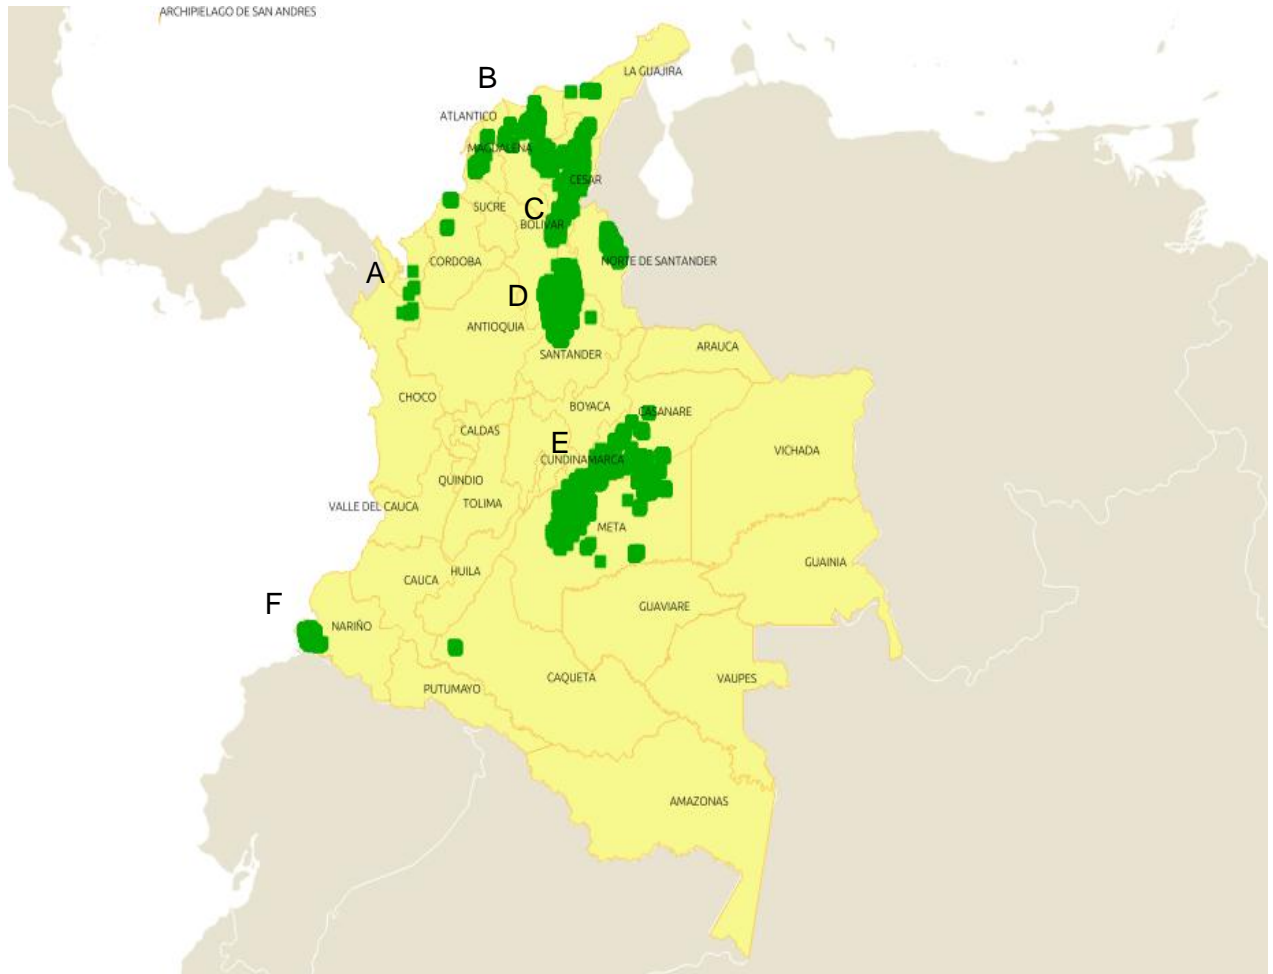 ARCHIPIELAGO DE SAN ANDRES
LA GUAJIRA
B
ATLANTICO
MAGDALENA
CESAR
SUCRE
C
BOLIVAR
CORDOBA
NORTE DE SANTANDER
A
D
ANTIOQUIA
SANTANDER
ARAUCA
CHOCO
BOYACA
CASANARE
CALDAS
E
CUNDINAMARCA
VICHADA
QUINDIO
TOLIMA
VALLE DEL CAUCA
META
GUAINIA
HUILA
CAUCA
F
GUAVIARE
NARIÑO
CAQUETA
VAUPES
PUTUMAYO
AMAZONAS